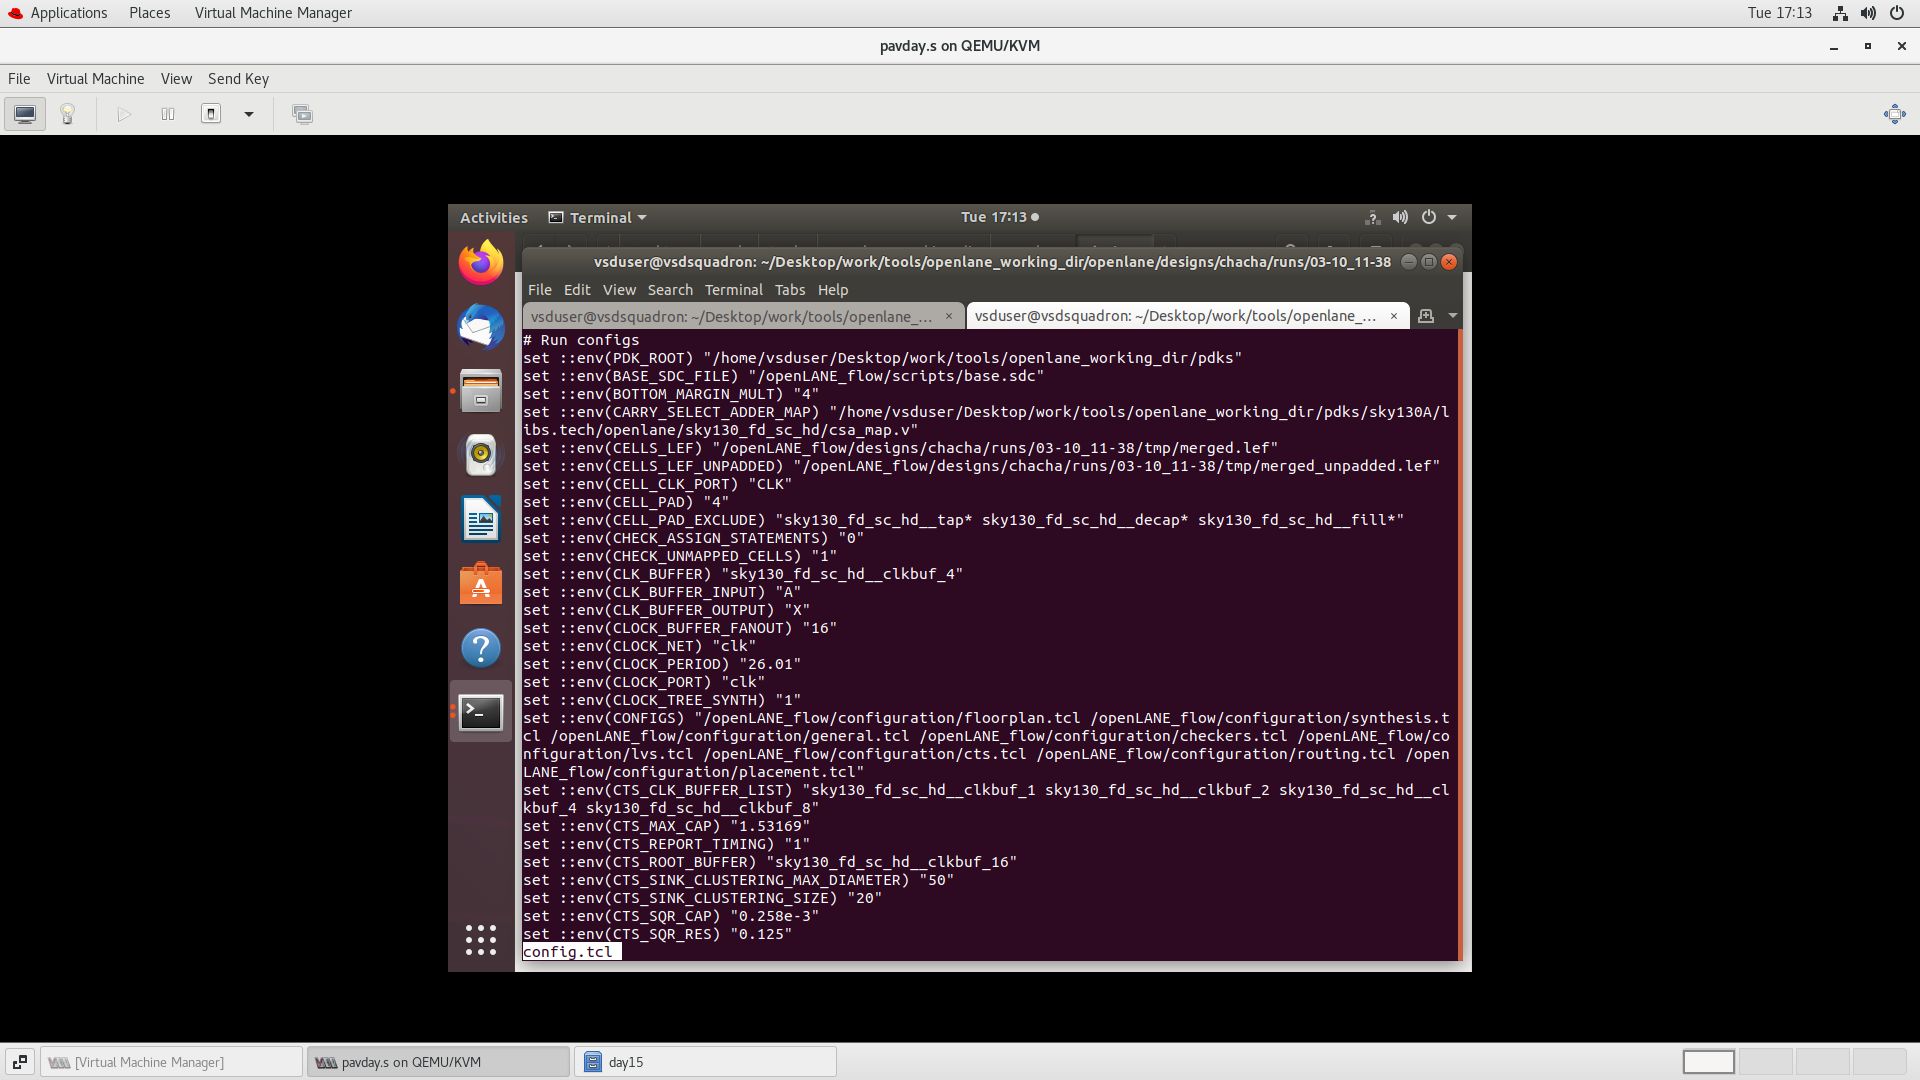 Applications Places Virtual Machine Manager Tue 17:13
pavday.s on QEMU/KVM
File Virtual Machine View Send Key
Activities Terminal Tue 17:13
vsduser@vsdsquadron: ~/Desktop/work/tools/openlane_working_dir/openlane/designs/chacha/runs/03-10_11-38
File Edit View Search Terminal Tabs Help
vsduser@vsdsquadron: ~/Desktop/work/tools/openlane_... × vsduser@vsdsquadron: ~/Desktop/work/tools/openlane_... ×
# Run configs
set ::env(PDK_ROOT) "/home/vsduser/Desktop/work/tools/openlane_working_dir/pdks"
set ::env(BASE_SDC_FILE) "/openLANE_flow/scripts/base.sdc"
set ::env(BOTTOM_MARGIN_MULT) "4"
set ::env(CARRY_SELECT_ADDER_MAP) "/home/vsduser/Desktop/work/tools/openlane_working_dir/pdks/sky130A/l
ibs.tech/openlane/sky130_fd_sc_hd/csa_map.v"
set ::env(CELLS_LEF) "/openLANE_flow/designs/chacha/runs/03-10_11-38/tmp/merged.lef"
set ::env(CELLS_LEF_UNPADDED) "/openLANE_flow/designs/chacha/runs/03-10_11-38/tmp/merged_unpadded.lef"
set ::env(CELL_CLK_PORT) "CLK"
set ::env(CELL_PAD) "4"
set ::env(CELL_PAD_EXCLUDE) "sky130_fd_sc_hd__tap* sky130_fd_sc_hd__decap* sky130_fd_sc_hd__fill*"
set ::env(CHECK_ASSIGN_STATEMENTS) "0"
set ::env(CHECK_UNMAPPED_CELLS) "1"
set ::env(CLK_BUFFER) "sky130_fd_sc_hd__clkbuf_4"
set ::env(CLK_BUFFER_INPUT) "A"
set ::env(CLK_BUFFER_OUTPUT) "X"
set ::env(CLOCK_BUFFER_FANOUT) "16"
set ::env(CLOCK_NET) "clk"
set ::env(CLOCK_PERIOD) "26.01"
set ::env(CLOCK_PORT) "clk"
set ::env(CLOCK_TREE_SYNTH) "1"
set ::env(CONFIGS) "/openLANE_flow/configuration/floorplan.tcl /openLANE_flow/configuration/synthesis.t
cl /openLANE_flow/configuration/general.tcl /openLANE_flow/configuration/checkers.tcl /openLANE_flow/co
nfiguration/lvs.tcl /openLANE_flow/configuration/cts.tcl /openLANE_flow/configuration/routing.tcl /open
LANE_flow/configuration/placement.tcl"
set ::env(CTS_CLK_BUFFER_LIST) "sky130_fd_sc_hd__clkbuf_1 sky130_fd_sc_hd__clkbuf_2 sky130_fd_sc_hd__cl
kbuf_4 sky130_fd_sc_hd__clkbuf_8"
set ::env(CTS_MAX_CAP) "1.53169"
set ::env(CTS_REPORT_TIMING) "1"
set ::env(CTS_ROOT_BUFFER) "sky130_fd_sc_hd__clkbuf_16"
set ::env(CTS_SINK_CLUSTERING_MAX_DIAMETER) "50"
set ::env(CTS_SINK_CLUSTERING_SIZE) "20"
set ::env(CTS_SQR_CAP) "0.258e-3"
set ::env(CTS_SQR_RES) "0.125"
config.tcl
[Virtual Machine Manager] pavday.s on QEMU/KVM day15